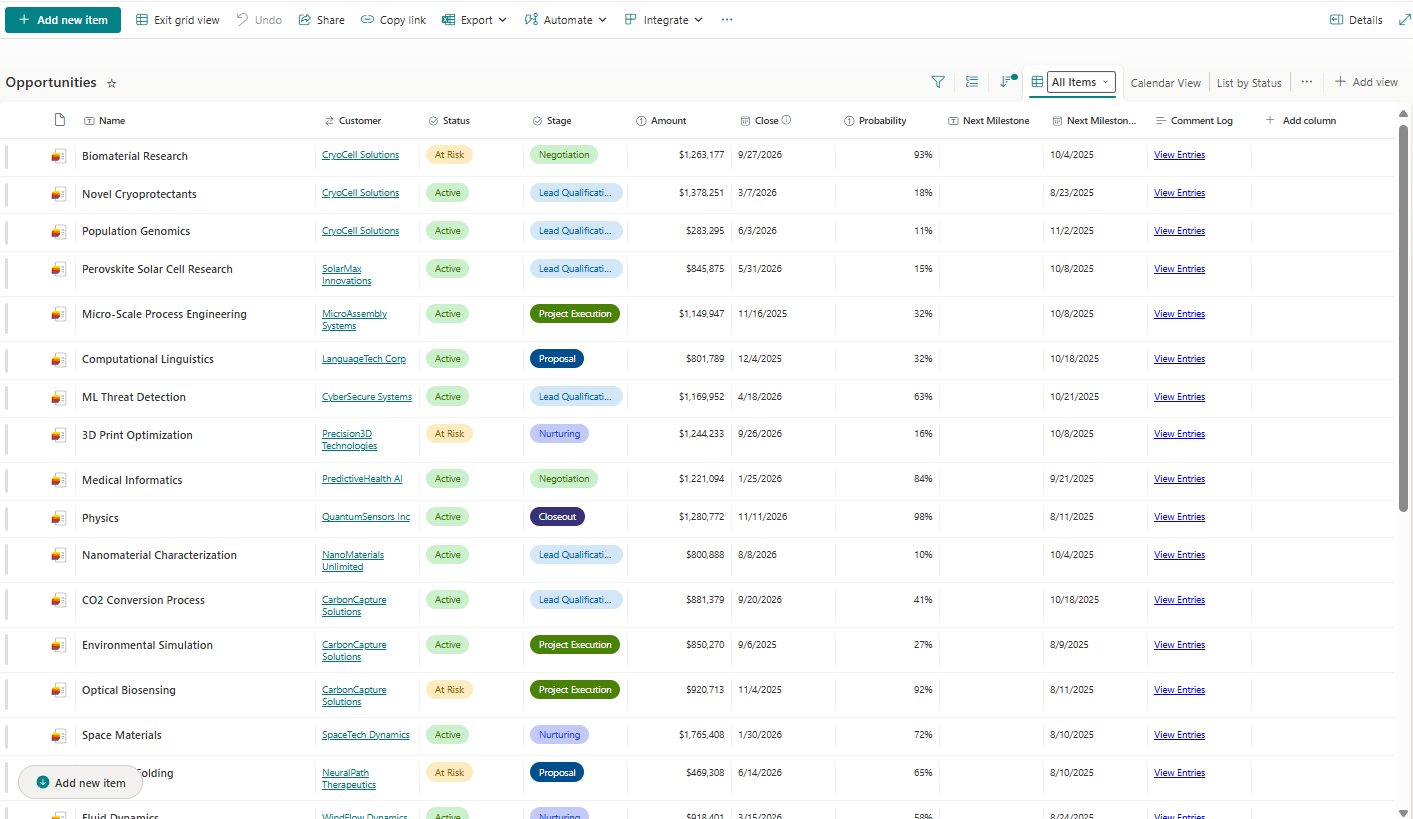 Add new item Exit grid view Undo Share Copy link Export Automate Integrate ... Details
Opportunities All Items Calendar View List by Status ... Add view
Name Customer Status Stage Amount Close Probability Next Milestone Next Mileston... Comment Log Add column
Biomaterial Research CryoCell Solutions At Risk Negotiation $1,263,177 9/27/2026 93% 10/4/2025 View Entries
Novel Cryoprotectants CryoCell Solutions Active Lead Qualificati... $1,378,251 3/7/2026 18% 8/23/2025 View Entries
Population Genomics CryoCell Solutions Active Lead Qualificati... $283,295 6/3/2026 11% 11/2/2025 View Entries
Perovskite Solar Cell Research SolarMax Active Lead Qualificati... $845,875 5/31/2026 15% 10/8/2025 View Entries
Innovations
Micro-Scale Process Engineering MicroAssembly Active Project Execution $1,149,947 11/16/2025 32% 10/8/2025 View Entries
Systems
Computational Linguistics LanguageTech Corp Active Proposal $801,789 12/4/2025 32% 10/18/2025 View Entries
ML Threat Detection CyberSecure Systems Active Lead Qualificati... $1,169,952 4/18/2026 63% 10/21/2025 View Entries
3D Print Optimization Precision3D At Risk Nurturing $1,244,233 9/26/2026 16% 10/8/2025 View Entries
Technologies
Medical Informatics PredictiveHealth AI Active Negotiation $1,221,094 1/25/2026 84% 9/21/2025 View Entries
Physics QuantumSensors Inc Active Closeout $1,280,772 11/11/2026 98% 8/11/2025 View Entries
Nanomaterial Characterization NanoMaterials Active Lead Qualificati... $800,888 8/8/2026 10% 10/4/2025 View Entries
Unlimited
CO2 Conversion Process CarbonCapture Active Lead Qualificati... $881,379 9/20/2026 41% 10/18/2025 View Entries
Solutions
Environmental Simulation CarbonCapture Active Project Execution $850,270 9/6/2025 27% 8/9/2025 View Entries
Solutions
Optical Biosensing CarbonCapture At Risk Project Execution $920,713 11/4/2025 92% 8/11/2025 View Entries
Solutions
Space Materials SpaceTech Dynamics Active Nurturing $1,765,408 1/30/2026 72% 8/10/2025 View Entries
Folding NeuralPath At Risk Proposal $469,308 6/14/2026 65% 8/10/2025 View Entries
Add new item Therapeutics
Fluid Dynamics WindFlow Dynamics Active Nurturing $918,401 3/15/2026 58% 8/24/2025 View Entries